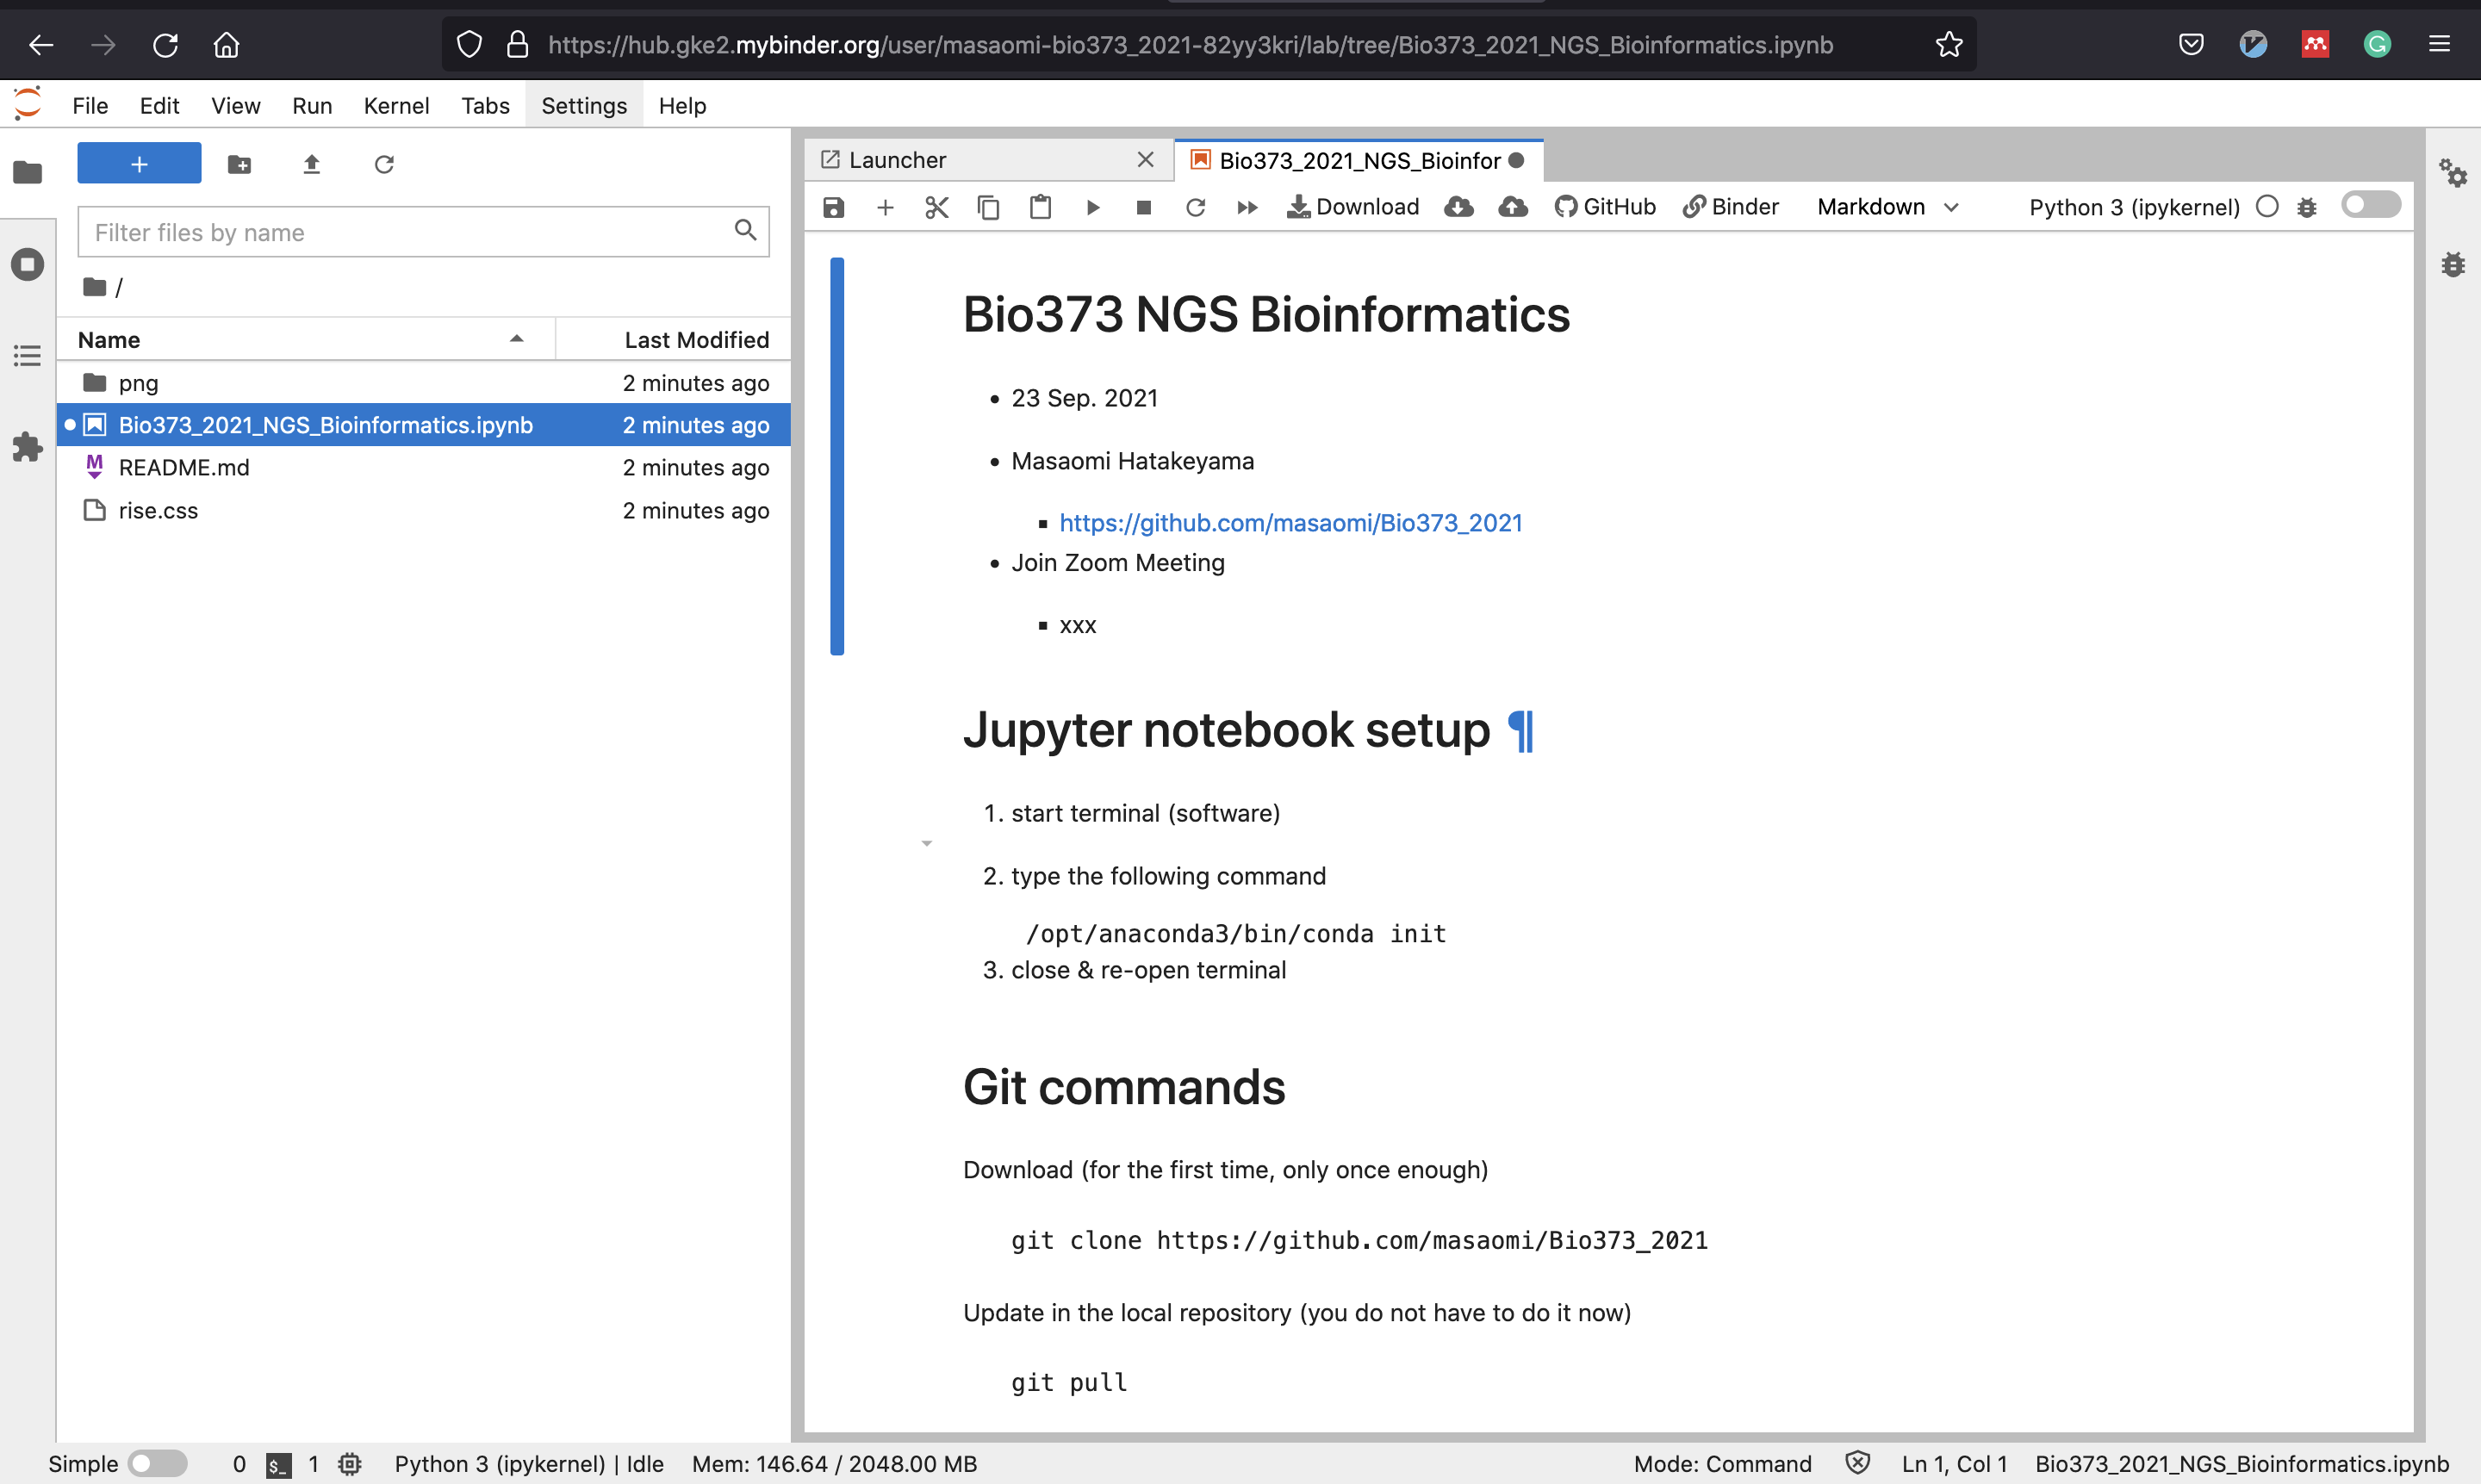 https://hub.gke2.mybinder.org/user/masaomi-bio373_2021-82yy3kri/lab/tree/Bio373_2021_NGS_Bioinformatics.ipynb
File Edit View Run Kernel Tabs Settings Help
Filter files by name
/
Name Last Modified
png 2 minutes ago
Bio373_2021_NGS_Bioinformatics.ipynb 2 minutes ago
README.md 2 minutes ago
rise.css 2 minutes ago
Launcher Bio373_2021_NGS_Bioinfor
Download GitHub Binder Markdown Python 3 (ipykernel)
Bio373 NGS Bioinformatics
• 23 Sep. 2021
• Masaomi Hatakeyama
▪ https://github.com/masaomi/Bio373_2021
• Join Zoom Meeting
▪ xxx
Jupyter notebook setup ¶
1. start terminal (software)
2. type the following command
/opt/anaconda3/bin/conda init
3. close & re-open terminal
Git commands
Download (for the first time, only once enough)
git clone https://github.com/masaomi/Bio373_2021
Update in the local repository (you do not have to do it now)
git pull
Simple 0 $_ 1 Python 3 (ipykernel) | Idle Mem: 146.64 / 2048.00 MB Mode: Command Ln 1, Col 1 Bio373_2021_NGS_Bioinformatics.ipynb